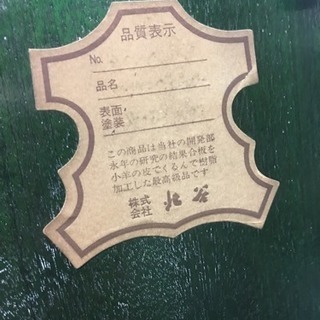 品質表示
No.
品名
表面
塗装
この商品は当社の開発部
永年の研究の結果合板を
小羊の皮でくるんで樹脂
加工した最高級品です
株式
会社